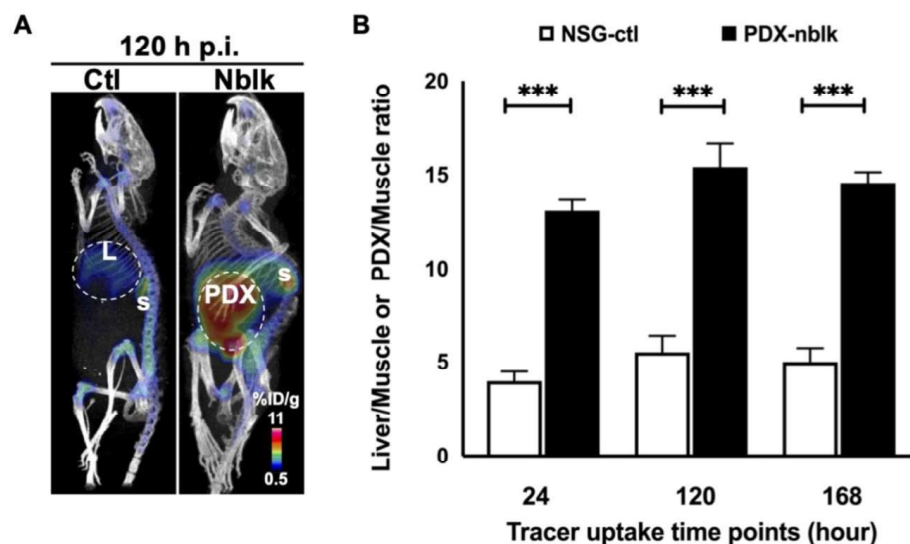 A
120 h p.i.
Ctl Nblk
L
s
PDX
s
%ID/g
11
0.5
B
NSG-ctl PDX-nblk
Liver/Muscle or PDX/Muscle ratio
20
15
10
5
0
*** *** ***
24 120 168
Tracer uptake time points (hour)